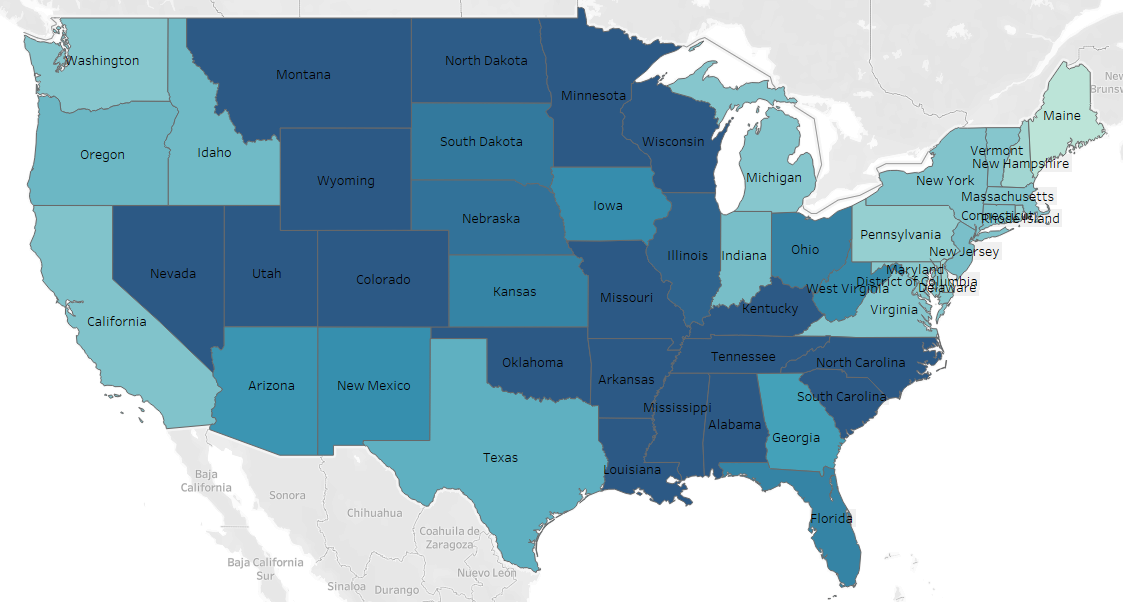 Washington
Montana
North Dakota
Minnesota
Maine
New
Brunsw
Oregon
Idaho
South Dakota
Wisconsin
Vermont
New Hampshire
Wyoming
Michigan
New York
Massachusetts
Nebraska
Iowa
Connecticut
Rhode Island
Pennsylvania
Nevada
Utah
Colorado
Illinois
Indiana
Ohio
New Jersey
Maryland
District of Columbia
Delaware
West Virginia
Kansas
Missouri
Kentucky
Virginia
California
Oklahoma
Tennessee
North Carolina
Arizona
New Mexico
Arkansas
South Carolina
Mississippi
Alabama
Georgia
Texas
Louisiana
Baja
California
Sonora
Chihuahua
Florida
Coahuila de
Zaragoza
Baja California
Sur
Nuevo León
Sinaloa
Durango